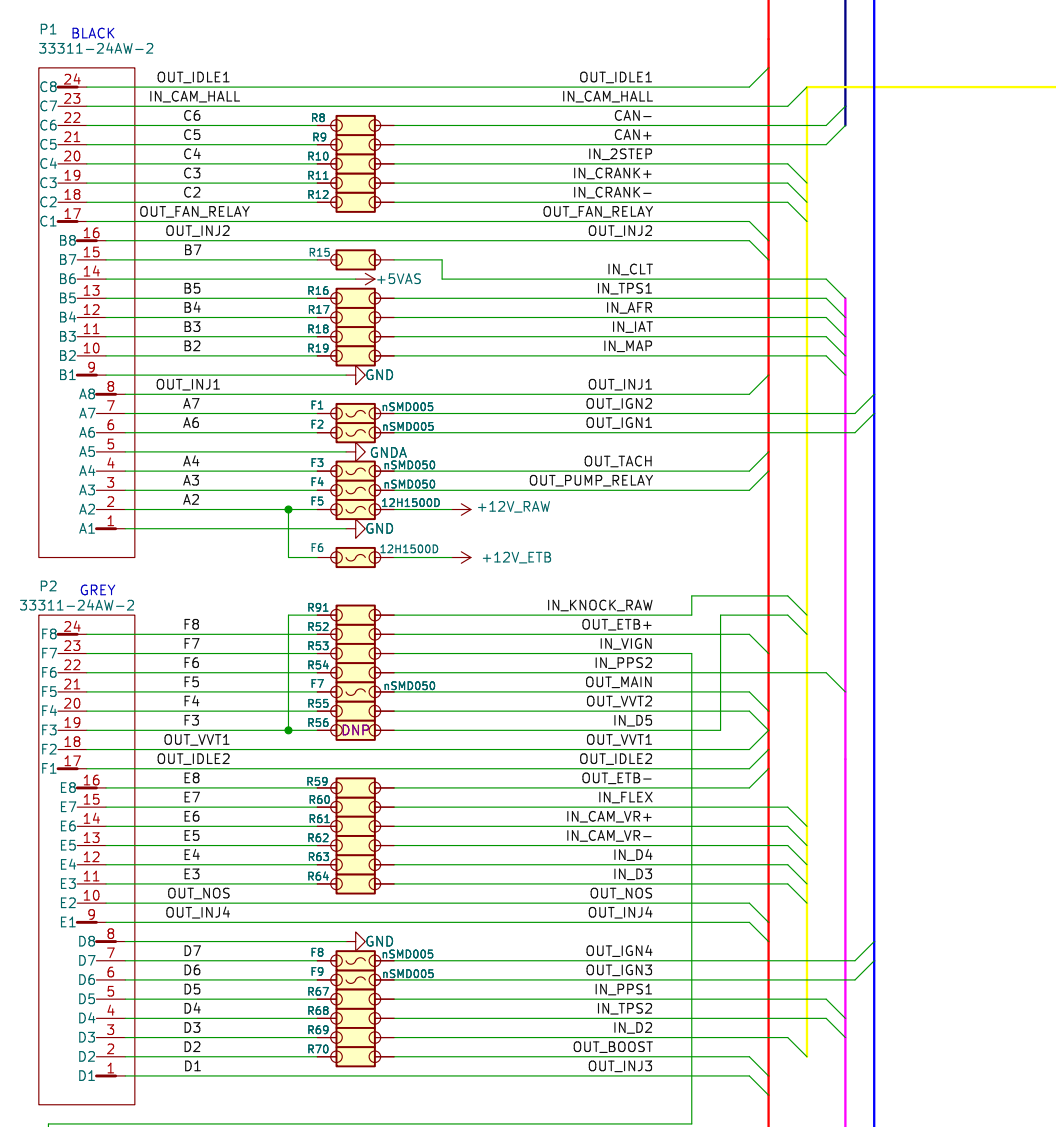 P1 BLACK
33311-24AW-2
C8 24 OUT_IDLE1 OUT_IDLE1
C7 23 IN_CAM_HALL IN_CAM_HALL
C6 22 C6 R8 CAN-
C5 21 C5 R9 CAN+
C4 20 C4 R10 IN_2STEP
C3 19 C3 R11 IN_CRANK+
C2 18 C2 R12 IN_CRANK-
C1 17 OUT_FAN_RELAY OUT_FAN_RELAY
B8 16 OUT_INJ2 OUT_INJ2
B7 15 B7 R15
B6 14 +5VAS IN_CLT
B5 13 B5 R16 IN_TPS1
B4 12 B4 R17 IN_AFR
B3 11 B3 R18 IN_IAT
B2 10 B2 R19 IN_MAP
B1 9 GND
A8 8 OUT_INJ1 OUT_INJ1
A7 7 A7 F1 nSMD005 OUT_IGN2
A6 6 A6 F2 nSMD005 OUT_IGN1
A5 5 GNDA
A4 4 A4 F3 nSMD050 OUT_TACH
A3 3 A3 F4 nSMD050 OUT_PUMP_RELAY
A2 2 A2 F5 12H1500D +12V_RAW
A1 1 GND
F6 12H1500D +12V_ETB
P2 GREY
33311-24AW-2
R91 IN_KNOCK_RAW
F8 24 F8 R52 OUT_ETB+
F7 23 F7 R53 IN_VIGN
F6 22 F6 R54 IN_PPS2
F5 21 F5 F7 nSMD050 OUT_MAIN
F4 20 F4 R55 OUT_VVT2
F3 19 F3 R56 DNP IN_D5
F2 18 OUT_VVT1 OUT_VVT1
F1 17 OUT_IDLE2 OUT_IDLE2
E8 16 E8 R59 OUT_ETB-
E7 15 E7 R60 IN_FLEX
E6 14 E6 R61 IN_CAM_VR+
E5 13 E5 R62 IN_CAM_VR-
E4 12 E4 R63 IN_D4
E3 11 E3 R64 IN_D3
E2 10 OUT_NOS OUT_NOS
E1 9 OUT_INJ4 OUT_INJ4
D8 8 GND
D7 7 D7 F8 nSMD005 OUT_IGN4
D6 6 D6 F9 nSMD005 OUT_IGN3
D5 5 D5 R67 IN_PPS1
D4 4 D4 R68 IN_TPS2
D3 3 D3 R69 IN_D2
D2 2 D2 R70 OUT_BOOST
D1 1 D1 OUT_INJ3